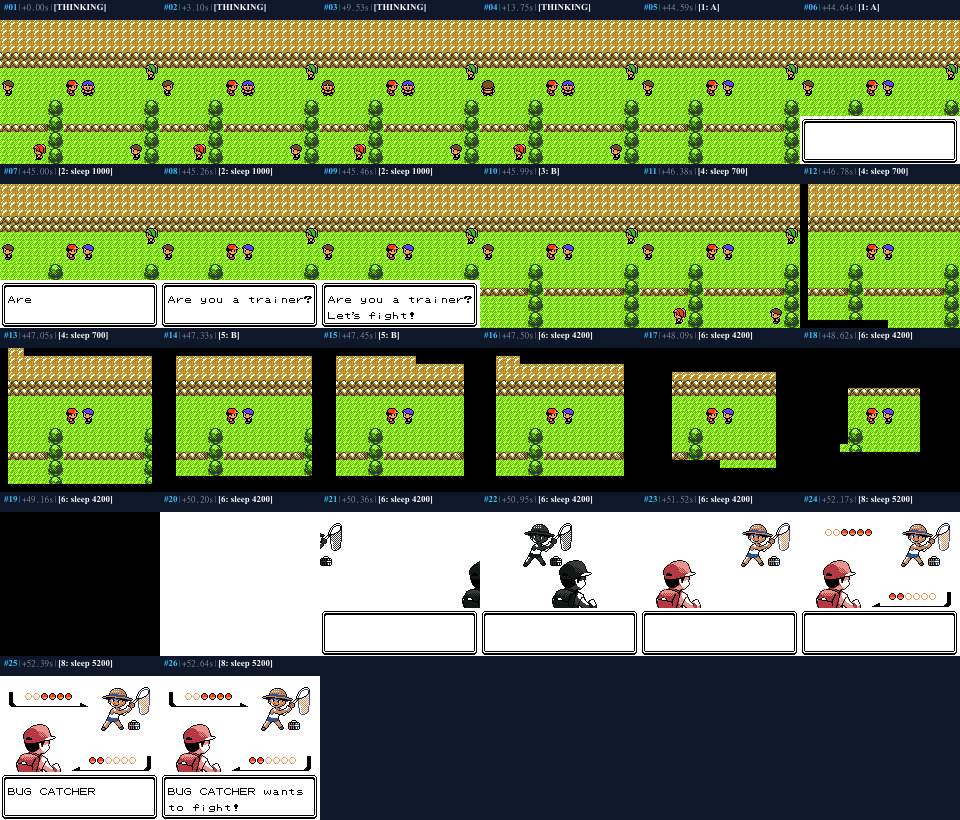 #01|+0.00s|[THINKING]
#02|+3.10s|[THINKING]
#03|+9.53s|[THINKING]
#04|+13.75s|[THINKING]
#05|+44.59s|[1: A]
#06|+44.64s|[1: A]
#07|+45.00s|[2: sleep 1000]
#08|+45.26s|[2: sleep 1000]
#09|+45.46s|[2: sleep 1000]
#10|+45.99s|[3: B]
#11|+46.38s|[4: sleep 700]
#12|+46.78s|[4: sleep 700]
Are
Are you a trainer?
Are you a trainer?
Let's fight!
#13|+47.05s|[4: sleep 700]
#14|+47.33s|[5: B]
#15|+47.45s|[5: B]
#16|+47.50s|[6: sleep 4200]
#17|+48.09s|[6: sleep 4200]
#18|+48.62s|[6: sleep 4200]
#19|+49.16s|[6: sleep 4200]
#20|+50.20s|[6: sleep 4200]
#21|+50.36s|[6: sleep 4200]
#22|+50.95s|[6: sleep 4200]
#23|+51.52s|[6: sleep 4200]
#24|+52.17s|[8: sleep 5200]
#25|+52.39s|[8: sleep 5200]
#26|+52.64s|[8: sleep 5200]
BUG CATCHER
BUG CATCHER wants
to fight!